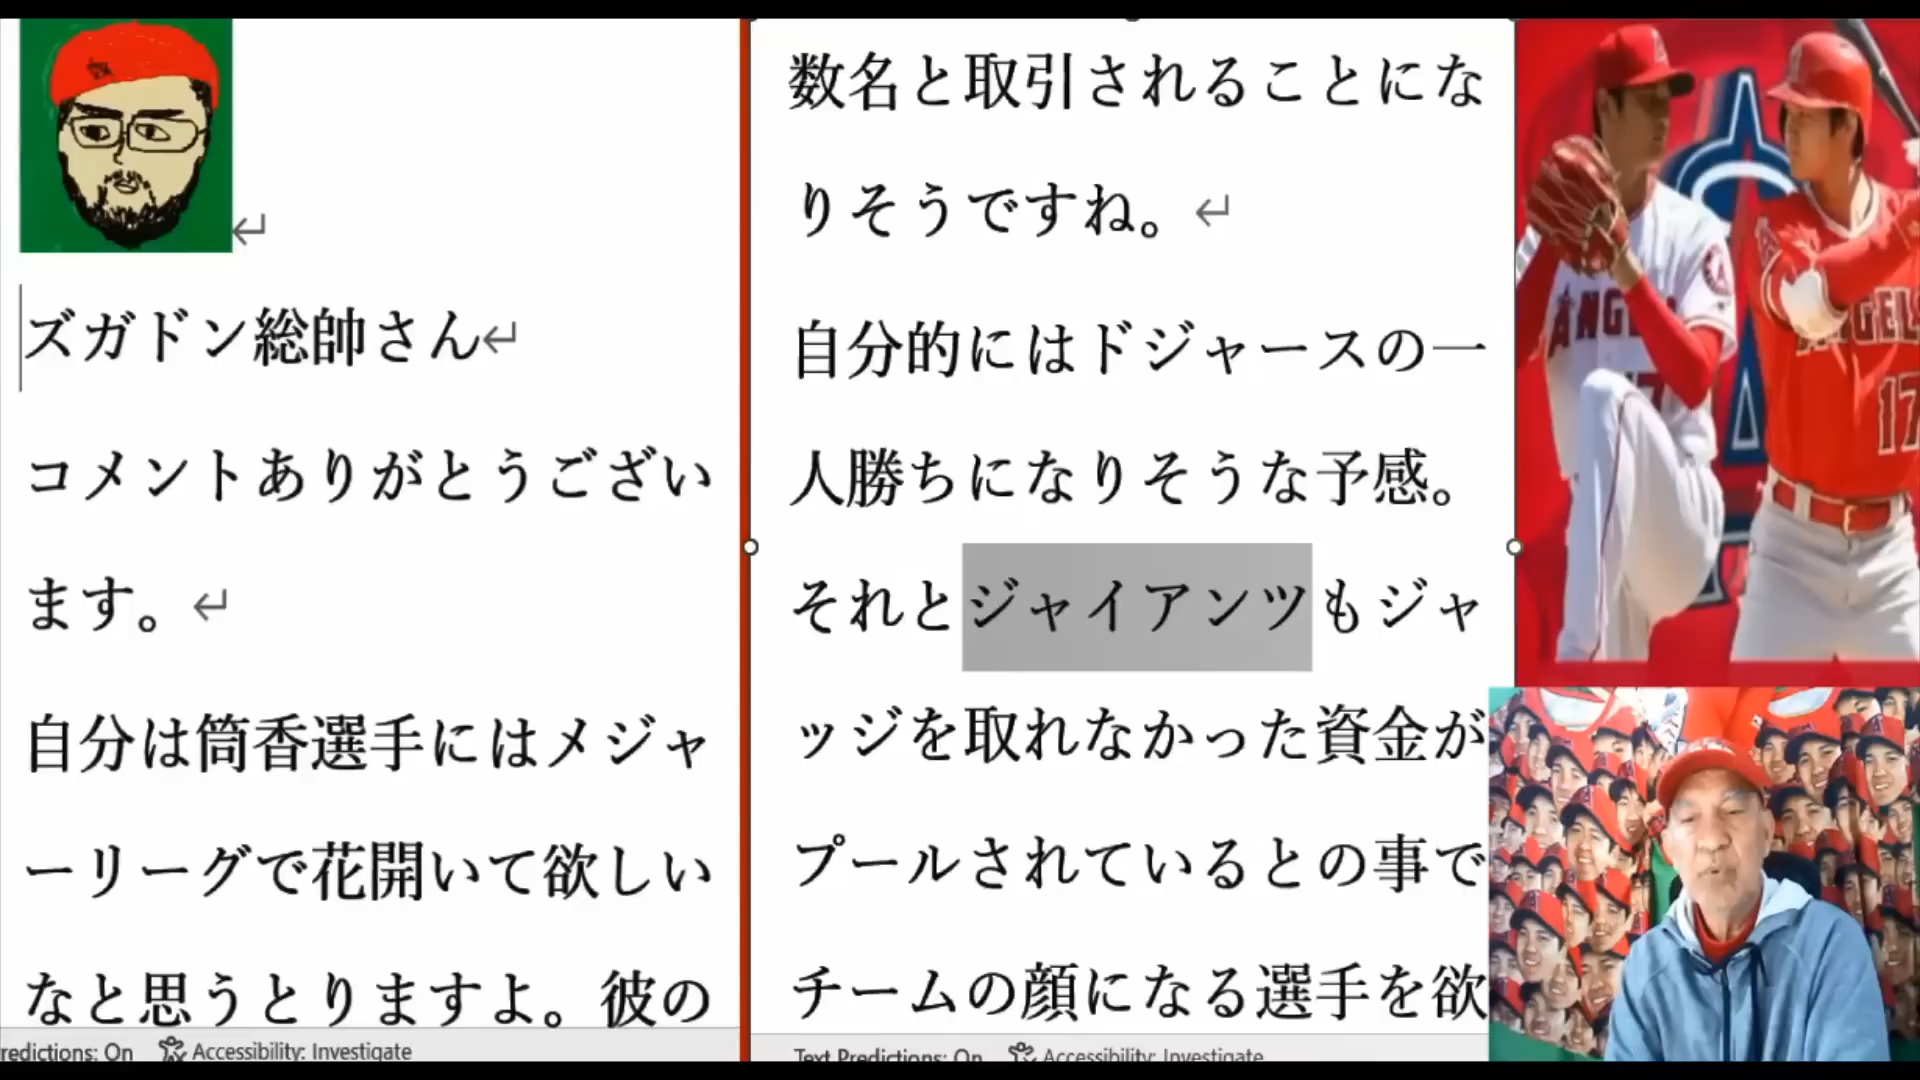 ズガドン総帥さん
コメントありがとうござい
ます。
自分は筒香選手にはメジャ
ーリーグで花開いて欲しい
なと思うとりますよ。彼の
redictions: On Accessibility: Investigate
数名と取引されることにな
りそうですね。
自分的にはドジャースの一
人勝ちになりそうな予感。
それとジャイアンツもジャ
ッジを取れなかった資金が
プールされているとの事で
チームの顔になる選手を欲
Text Predictions: On Accessibility: Investigate
17